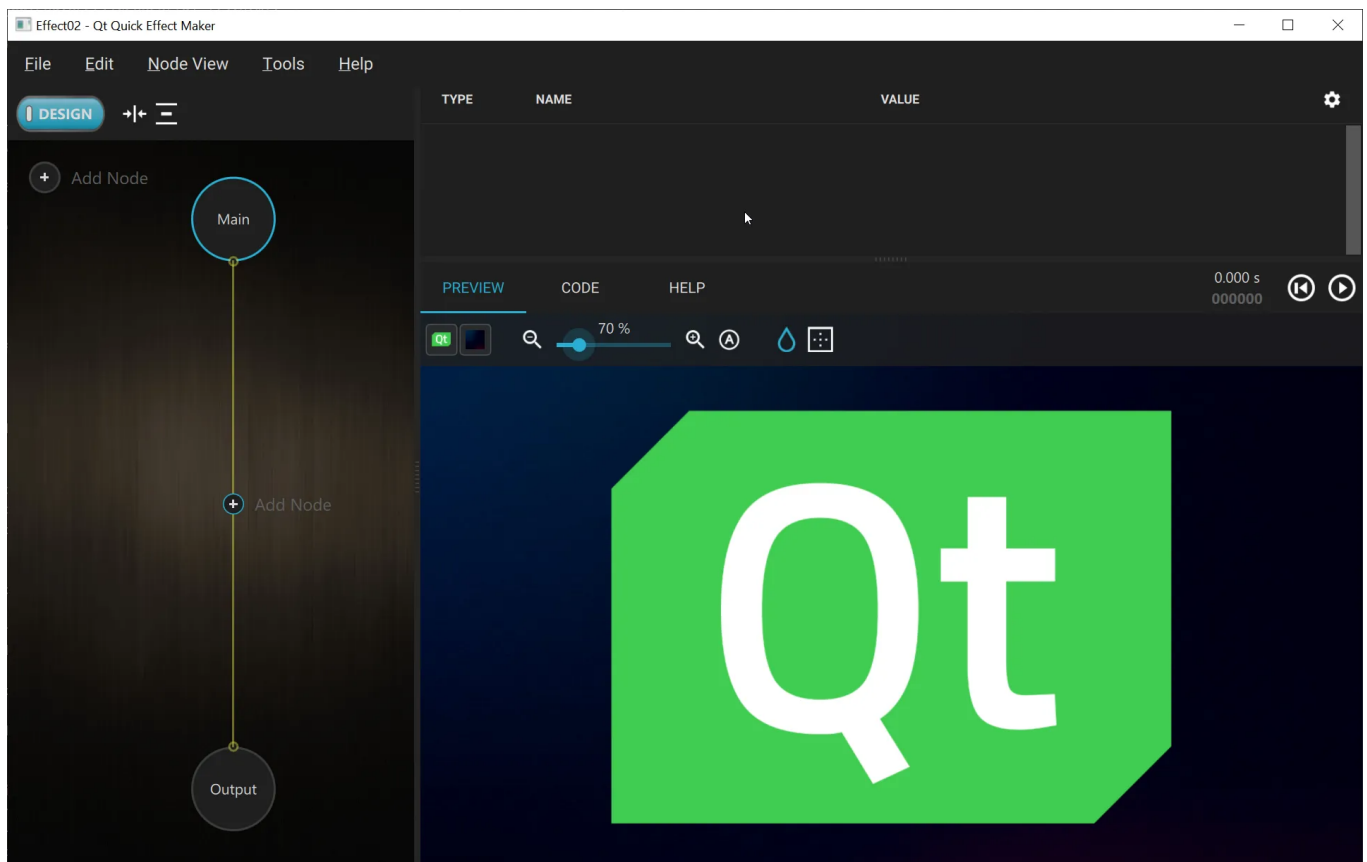 Effect02 - Qt Quick Effect Maker
File Edit Node View Tools Help
DESIGN
TYPE NAME VALUE
Add Node
Main
Add Node
Output
PREVIEW CODE HELP
0.000 s
000000
Qt
70 %
A
Qt